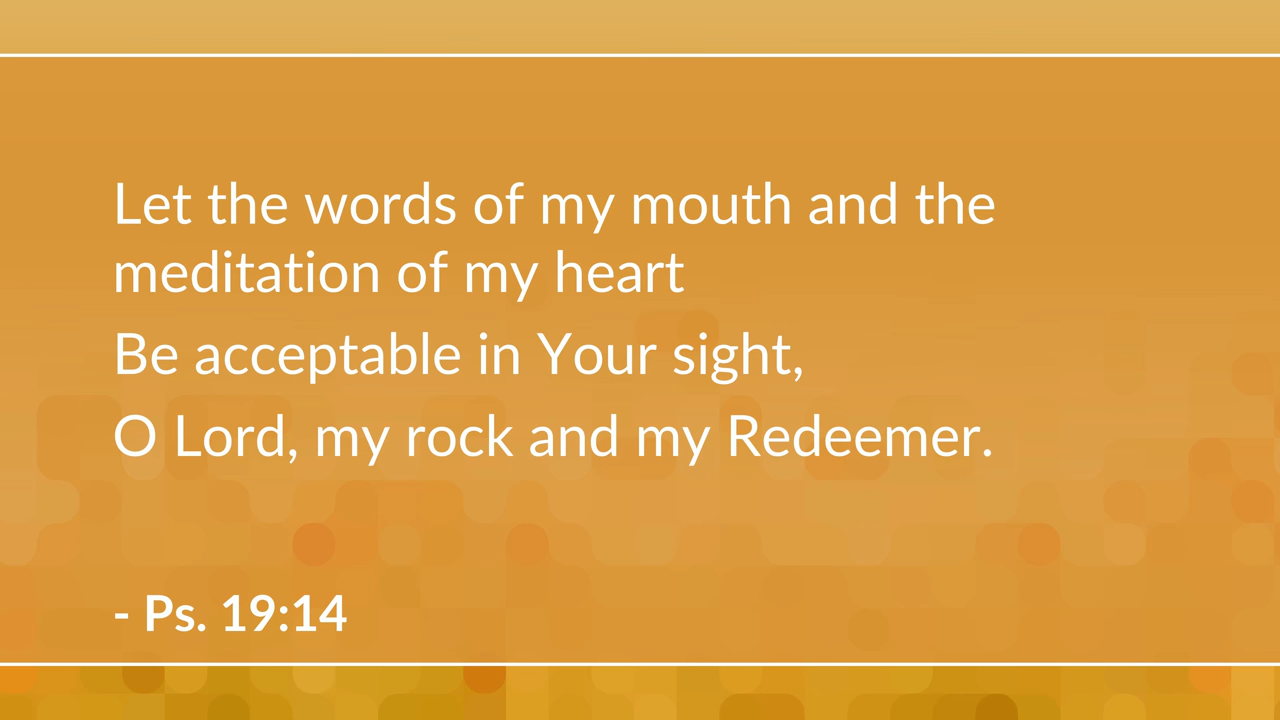 Let the words of my mouth and the
meditation of my heart
Be acceptable in Your sight,
O Lord, my rock and my Redeemer.
- Ps. 19:14